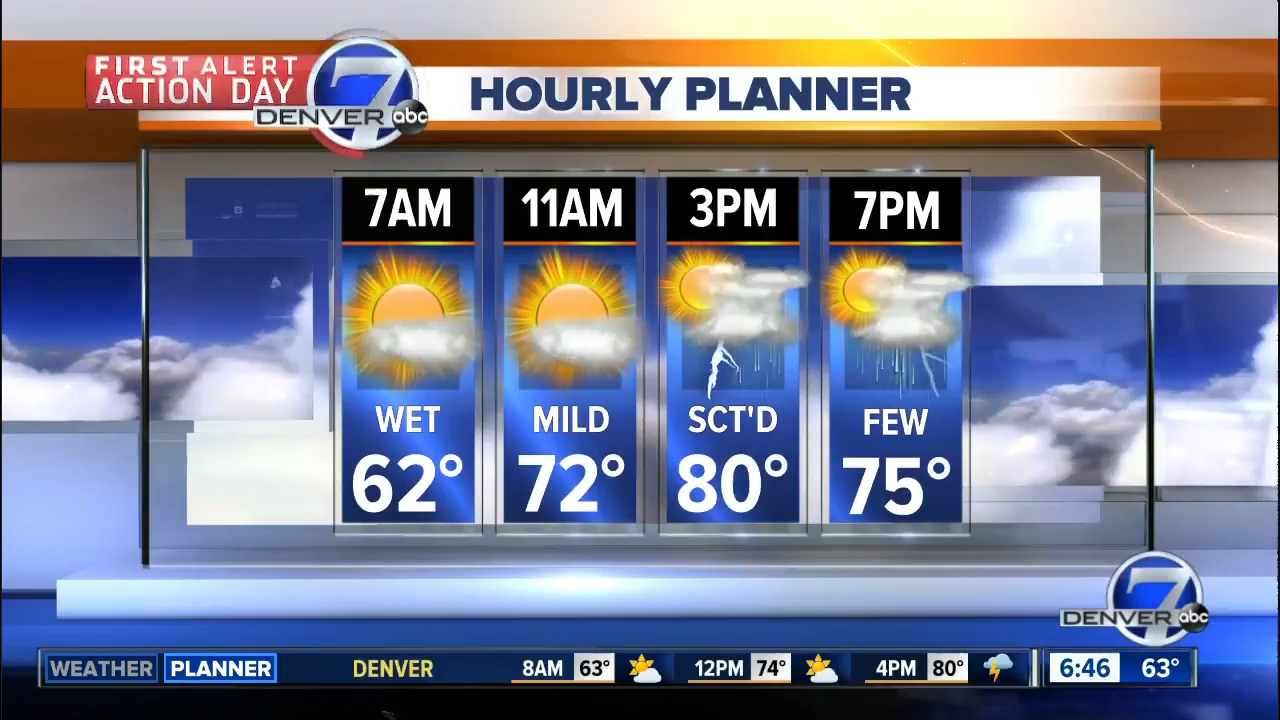 FIRST ALERT
ACTION DAY
7
DENVER abc
HOURLY PLANNER
7AM 11AM 3PM 7PM
WET MILD SCT'D FEW
62° 72° 80° 75°
7
DENVER abc
WEATHER PLANNER DENVER 8AM 63° 12PM 74° 4PM 80° 6:46 63°